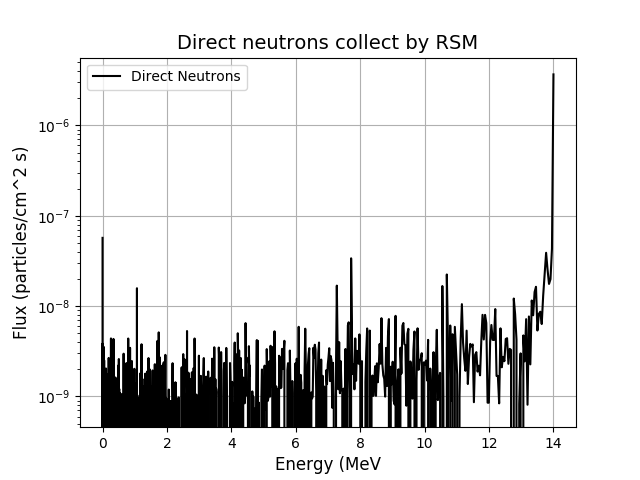 Direct neutrons collect by RSM
Direct Neutrons
Flux (particles/cm^2 s)
10⁻⁶
10⁻⁷
10⁻⁸
10⁻⁹
0 2 4 6 8 10 12 14
Energy (MeV